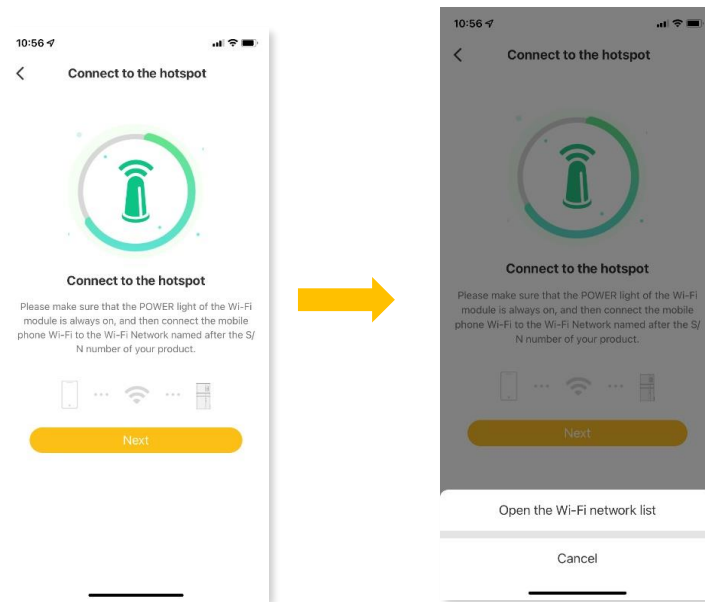 10:56
Connect to the hotspot
Connect to the hotspot
Please make sure that the POWER light of the Wi-Fi
module is always on, and then connect the mobile
phone Wi-Fi to the Wi-Fi Network named after the S/
N number of your product.
Next
10:56
Connect to the hotspot
Connect to the hotspot
Please make sure that the POWER light of the Wi-Fi
module is always on, and then connect the mobile
phone Wi-Fi to the Wi-Fi Network named after the S/
N number of your product.
Next
Open the Wi-Fi network list
Cancel